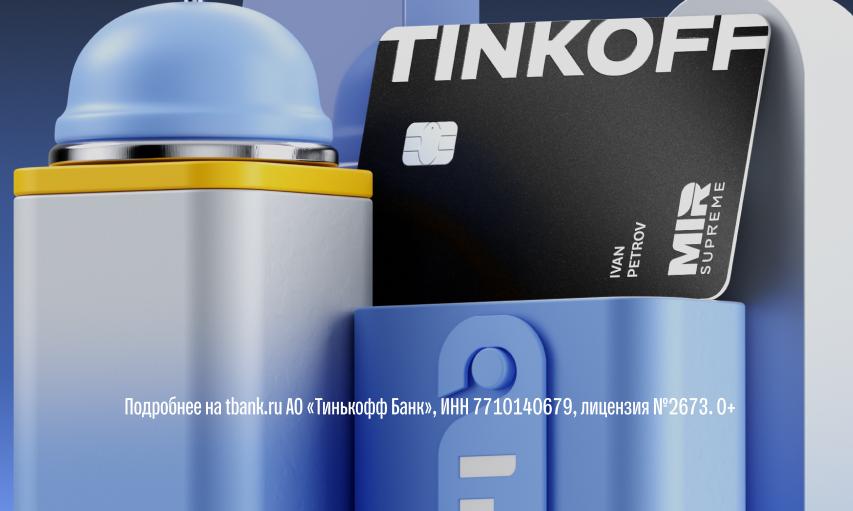 TINKOFF
IVAN
PETROV
MIR
SUPREME
Подробнее на tbank.ru АО «Тинькофф Банк», ИНН 7710140679, лицензия №2673. 0+